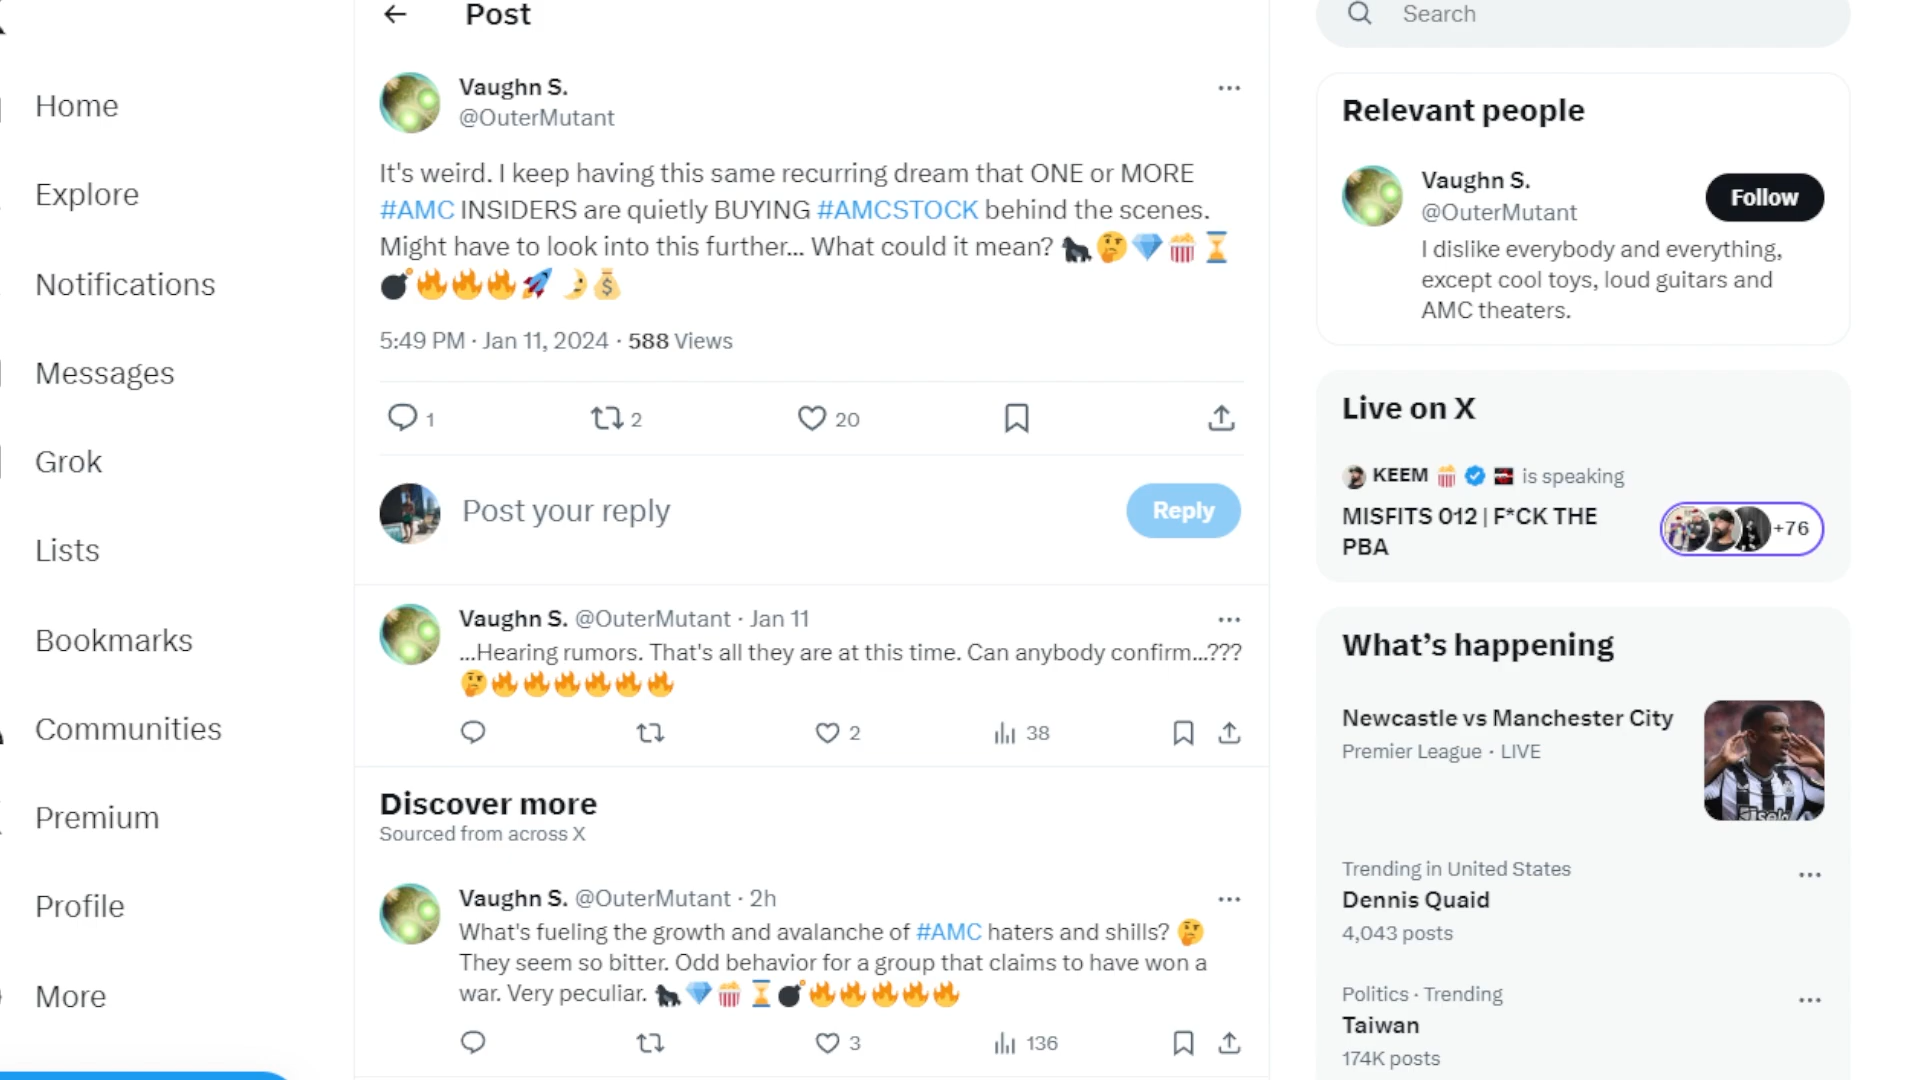 Post
Search
Home
Explore
Notifications
Messages
Grok
Lists
Bookmarks
Communities
Premium
Profile
More
Vaughn S.
@OuterMutant
It's weird. I keep having this same recurring dream that ONE or MORE
#AMC INSIDERS are quietly BUYING #AMCSTOCK behind the scenes.
Might have to look into this further... What could it mean? 🦍🤔💎🍿⏳
💣🔥🔥🔥🚀🌛💰
5:49 PM · Jan 11, 2024 · 588 Views
1
2
20
Post your reply
Reply
Vaughn S. @OuterMutant · Jan 11
...Hearing rumors. That's all they are at this time. Can anybody confirm...???
🤔🔥🔥🔥🔥🔥🔥
2
38
Discover more
Sourced from across X
Vaughn S. @OuterMutant · 2h
What's fueling the growth and avalanche of #AMC haters and shills? 🤔
They seem so bitter. Odd behavior for a group that claims to have won a
war. Very peculiar. 🦍💎🍿⏳💣🔥🔥🔥🔥🔥
3
136
Relevant people
Vaughn S.
@OuterMutant
Follow
I dislike everybody and everything,
except cool toys, loud guitars and
AMC theaters.
Live on X
KEEM 🍿 is speaking
MISFITS 012 | F*CK THE
PBA
+76
What's happening
Newcastle vs Manchester City
Premier League · LIVE
Trending in United States
Dennis Quaid
4,043 posts
Politics · Trending
Taiwan
174K posts